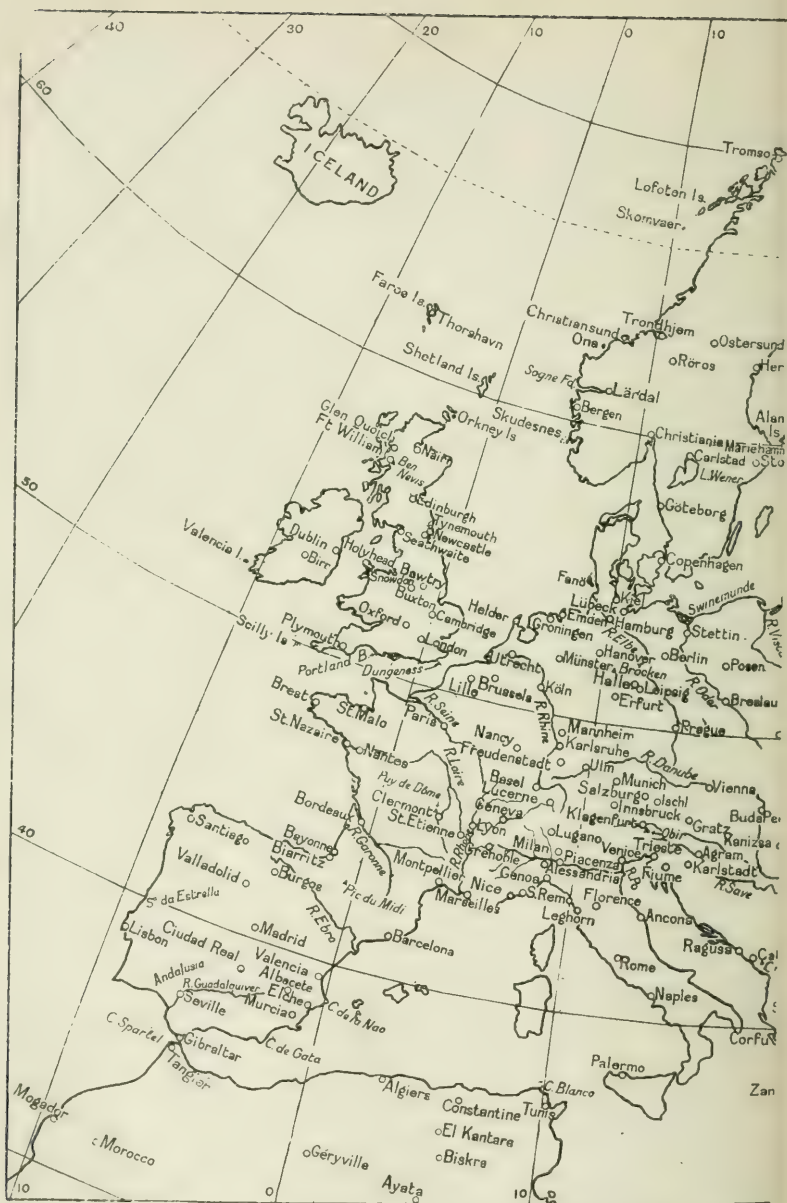 40
30
20
10
0
10
60
ICELAND
Tromsö
Lofoten Is.
Skomvaer.
Faroe Is.
Thorshavn
Christiansund
Trondhjem
Ona.
Ostersund
Röros
Her
Shetland Is.
Sogne Fd.
Lärdal
Bergen
Alan
Is.
Orkney Is
Skudesnes.
Christiania
Mariehamn
Glen Quoich
Ft William
Nairn
Ben
Nevis
Carlstad
Sto
L.Wener
50
Edinburgh
Göteborg
Tynemouth
Newcastle
Seathwaite
Valencia I.
Dublin
Birr
Holyhead
Bawtry
Snowdon
Buxton
Copenhagen
Fanö
Kiel
Lübeck
Swinemunde
Oxford
Cambridge
Helder
Emden
Hamburg
Groningen
Stettin
R.Elbe
Scilly Is
Plymouth
London
Utrecht
Hanover
Berlin
Posen
Portland B.
Dungeness
Münster
Brocken
Halle
Leipzig
R.Oder
Breslau
Lille
Brussels
Köln
Erfurt
Brest
St.Malo
Paris
R.Seine
R.Rhine
Prague
St.Nazaire
Nantes
R.Loire
Nancy
Mannheim
Karlsruhe
Freudenstadt
Ulm
R.Danube
Vienna
Puy de Dôme
Basel
Lucerne
Munich
Salzburg
Ischl
Innsbruck
Clermont
Geneva
Klagenfurt
Obir
Gratz
Budape
Santiago
Bordeaux
St.Etienne
Lyon
Lugano
Kanizsa
40
Bayonne
Biarritz
R.Garonne
R.Rhone
Grenoble
Milan
Venice
Trieste
Agram
Piacenza
Alessandria
Fiume
Karlstadt
R.Po
R.Save
Valladolid
Burgos
Montpellier
Nice
Genoa
S.Remo
Florence
Pic du Midi
Marseilles
Leghorn
Ancona
Sª da Estrella
R.Ebro
Lisbon
Madrid
Barcelona
Ragusa
Ciudad Real
Valencia
Rome
Andalusia
Albacete
R.Guadalquiver
Elche
Seville
Murcia
C de la Nao
Naples
C.Spartel
Gibraltar
C de Gata
Corfu
Tangier
Palermo
Algiers
C.Blanco
Zan
Mogador
Constantine
Tunis
El Kantara
Morocco
Géryville
Biskra
Ayata
10
0
10